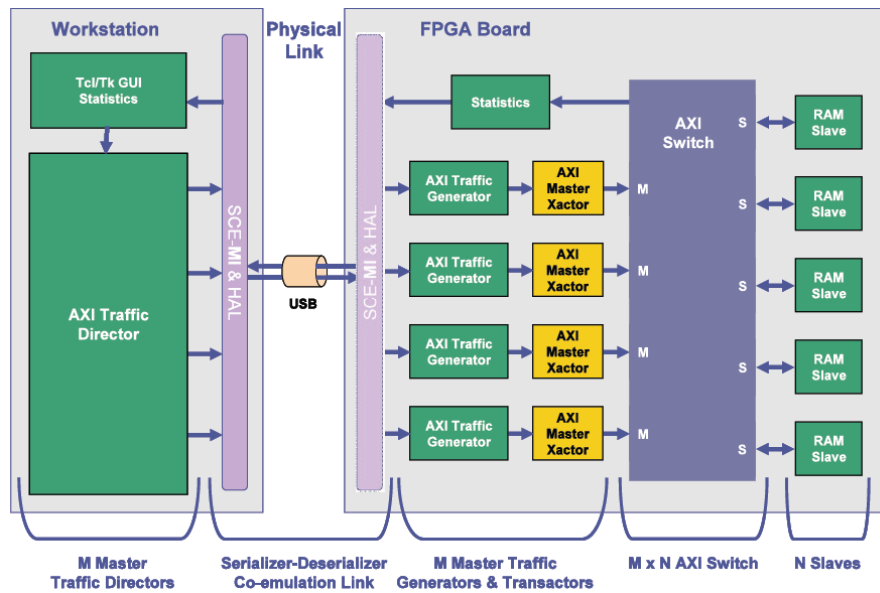 Workstation
Physical
Link
FPGA Board
Tcl/Tk GUI
Statistics
AXI Traffic
Director
SCE-MI & HAL
USB
SCE-MI & HAL
Statistics
AXI
Switch
AXI Traffic
Generator
AXI
Master
Xactor
M
AXI Traffic
Generator
AXI
Master
Xactor
M
AXI Traffic
Generator
AXI
Master
Xactor
M
AXI Traffic
Generator
AXI
Master
Xactor
M
S
RAM
Slave
S
RAM
Slave
S
RAM
Slave
S
RAM
Slave
S
RAM
Slave
M Master
Traffic Directors
Serializer-Deserializer
Co-emulation Link
M Master Traffic
Generators & Transactors
M x N AXI Switch
N Slaves